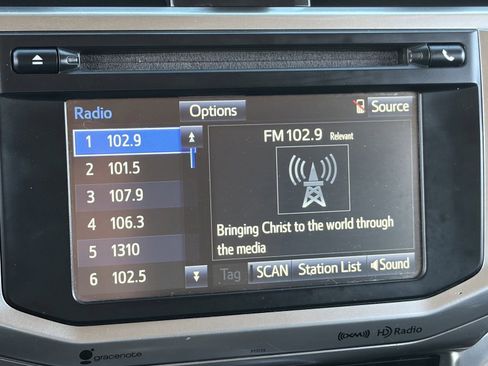 Radio
Options
Source
1 102.9
2 101.5
3 107.9
4 106.3
5 1310
6 102.5
FM 102.9 Relevant
Bringing Christ to the world through
the media
Tag
SCAN
Station List
Sound
gracenote
((XM)) HD Radio